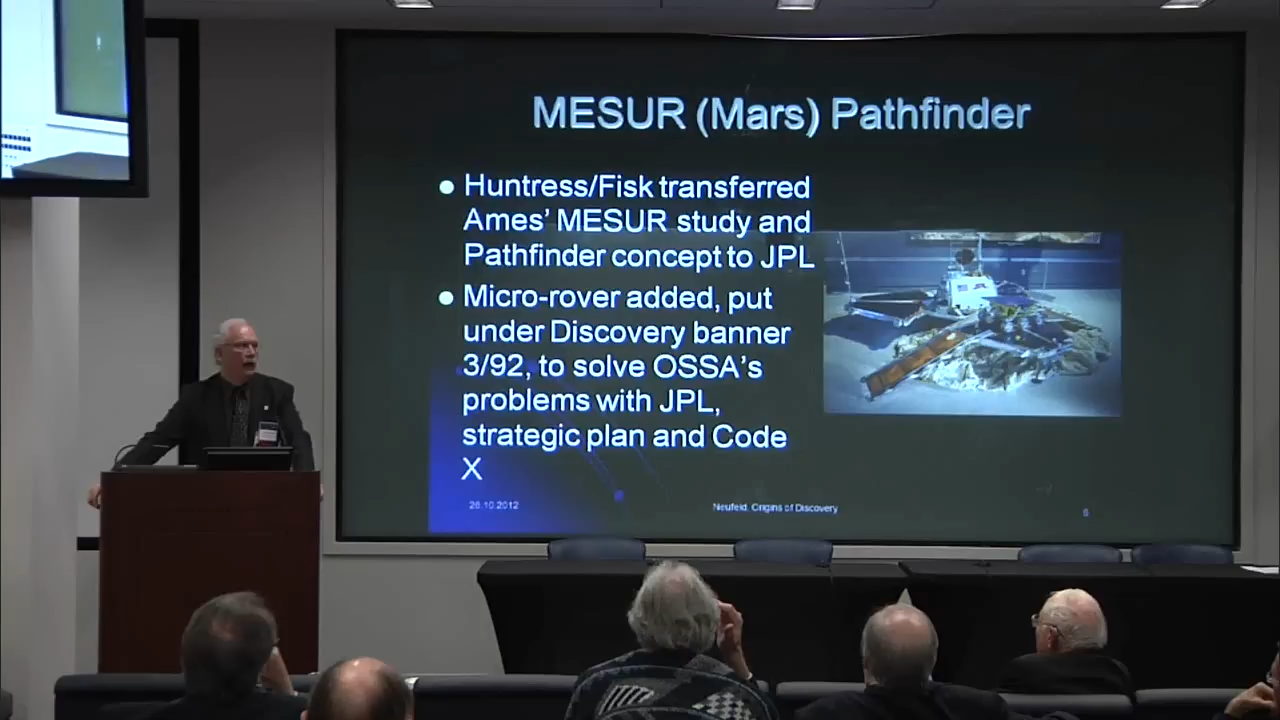 MESUR (Mars) Pathfinder
● Huntress/Fisk transferred
Ames’ MESUR study and
Pathfinder concept to JPL
● Micro-rover added, put
under Discovery banner
3/92, to solve OSSA’s
problems with JPL,
strategic plan and Code
X
26.10.2012
Neufeld, Origins of Discovery
6